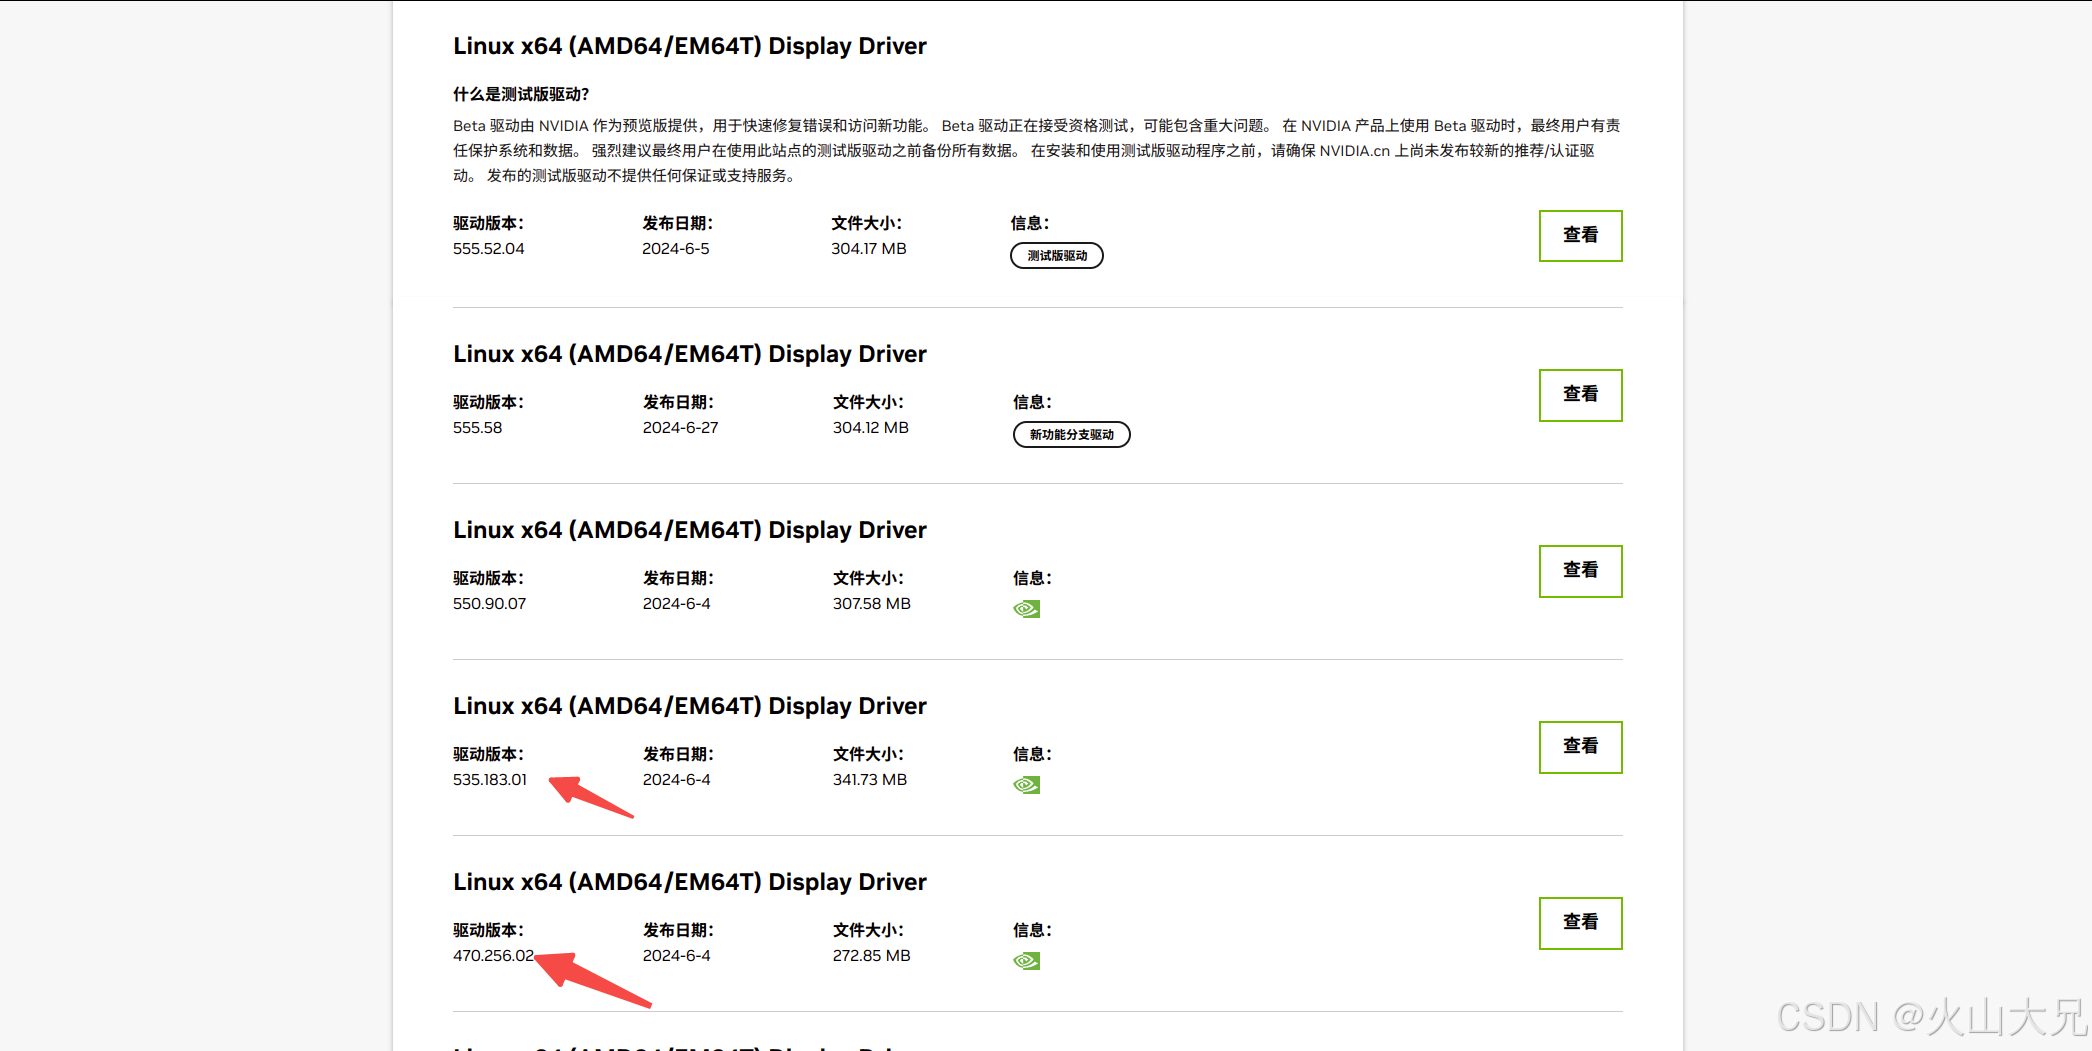 Linux x64 (AMD64/EM64T) Display Driver
什么是测试版驱动?
Beta 驱动由 NVIDIA 作为预览版提供，用于快速修复错误和访问新功能。 Beta 驱动正在接受资格测试，可能包含重大问题。 在 NVIDIA 产品上使用 Beta 驱动时，最终用户有责
任保护系统和数据。 强烈建议最终用户在使用此站点的测试版驱动之前备份所有数据。 在安装和使用测试版驱动程序之前，请确保 NVIDIA.cn 上尚未发布较新的推荐/认证驱
动。 发布的测试版驱动不提供任何保证或支持服务。
驱动版本： 发布日期： 文件大小： 信息： 查看
555.52.04 2024-6-5 304.17 MB 测试版驱动
Linux x64 (AMD64/EM64T) Display Driver
驱动版本： 发布日期： 文件大小： 信息： 查看
555.58 2024-6-27 304.12 MB 新功能分支驱动
Linux x64 (AMD64/EM64T) Display Driver
驱动版本： 发布日期： 文件大小： 信息： 查看
550.90.07 2024-6-4 307.58 MB
Linux x64 (AMD64/EM64T) Display Driver
驱动版本： 发布日期： 文件大小： 信息： 查看
535.183.01 2024-6-4 341.73 MB
Linux x64 (AMD64/EM64T) Display Driver
驱动版本： 发布日期： 文件大小： 信息： 查看
470.256.02 2024-6-4 272.85 MB
CSDN @火山大兄